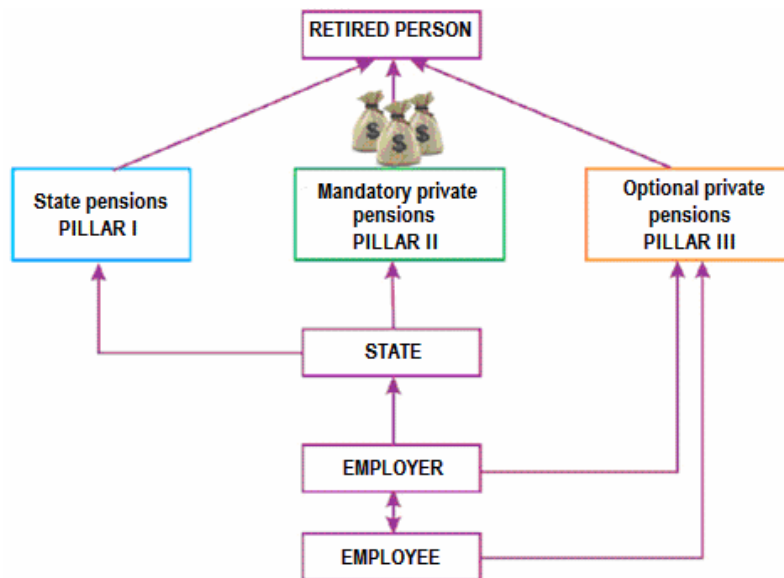 RETIRED PERSON
State pensions
PILLAR I
Mandatory private
pensions
PILLAR II
Optional private
pensions
PILLAR III
STATE
EMPLOYER
EMPLOYEE